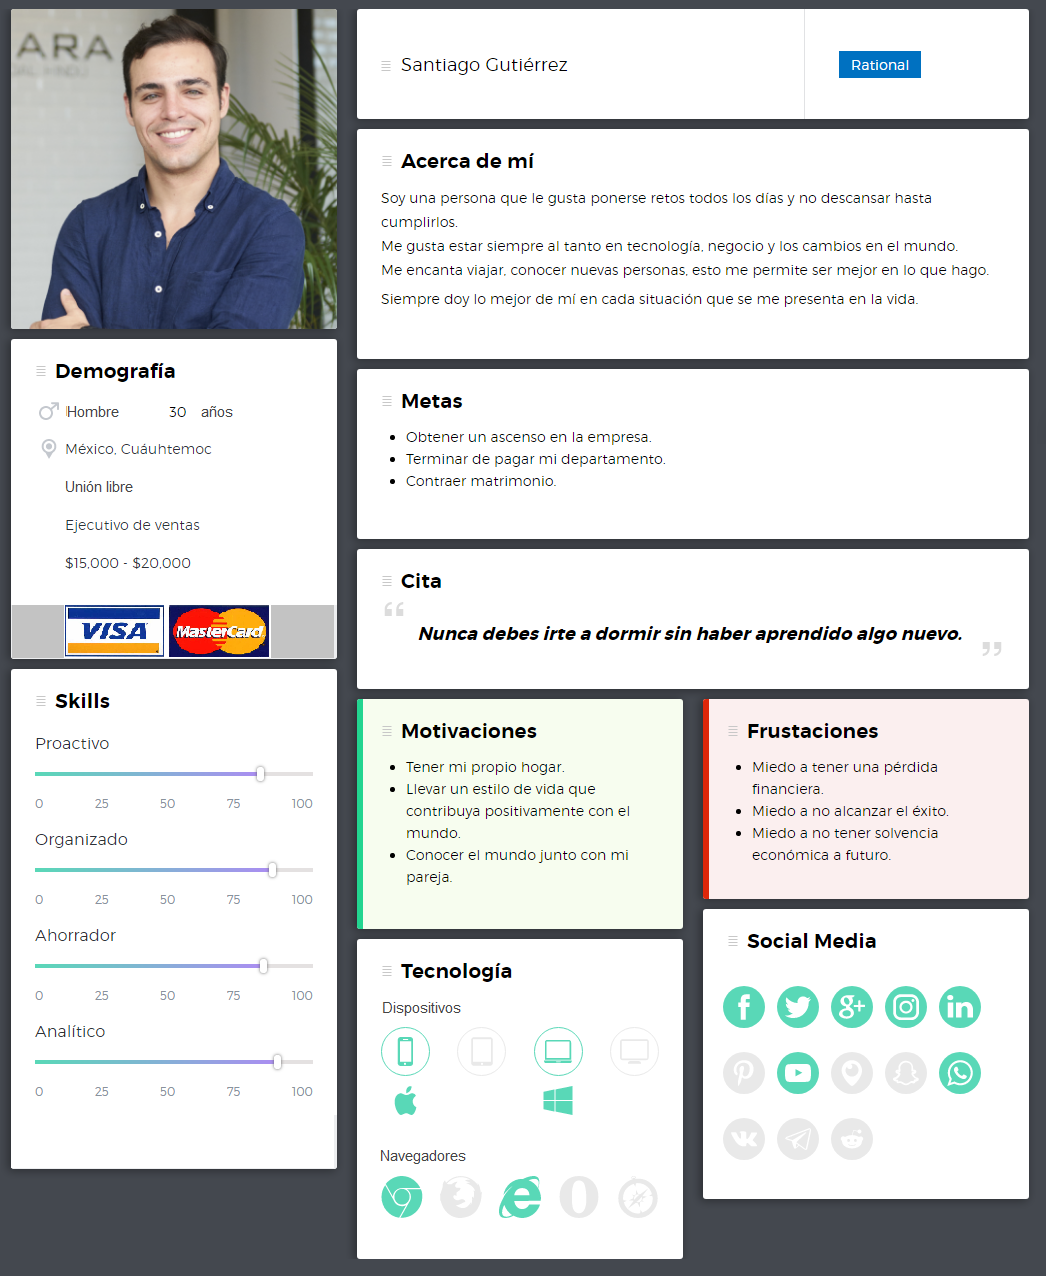 ARA
Santiago Gutiérrez
Rational
Acerca de mí
Soy una persona que le gusta ponerse retos todos los días y no descansar hasta
cumplirlos.
Me gusta estar siempre al tanto en tecnología, negocio y los cambios en el mundo.
Me encanta viajar, conocer nuevas personas, esto me permite ser mejor en lo que hago.
Siempre doy lo mejor de mí en cada situación que se me presenta en la vida.
Demografía
Hombre 30 años
México, Cuáuhtemoc
Unión libre
Ejecutivo de ventas
$15,000 - $20,000
VISA MasterCard
Skills
Proactivo
0 25 50 75 100
Organizado
0 25 50 75 100
Ahorrador
0 25 50 75 100
Analítico
0 25 50 75 100
Metas
Obtener un ascenso en la empresa.
Terminar de pagar mi departamento.
Contraer matrimonio.
Cita
“ Nunca debes irte a dormir sin haber aprendido algo nuevo. ”
Motivaciones
Tener mi propio hogar.
Llevar un estilo de vida que
contribuya positivamente con el
mundo.
Conocer el mundo junto con mi
pareja.
Frustaciones
Miedo a tener una pérdida
financiera.
Miedo a no alcanzar el éxito.
Miedo a no tener solvencia
económica a futuro.
Tecnología
Dispositivos
Navegadores
Social Media